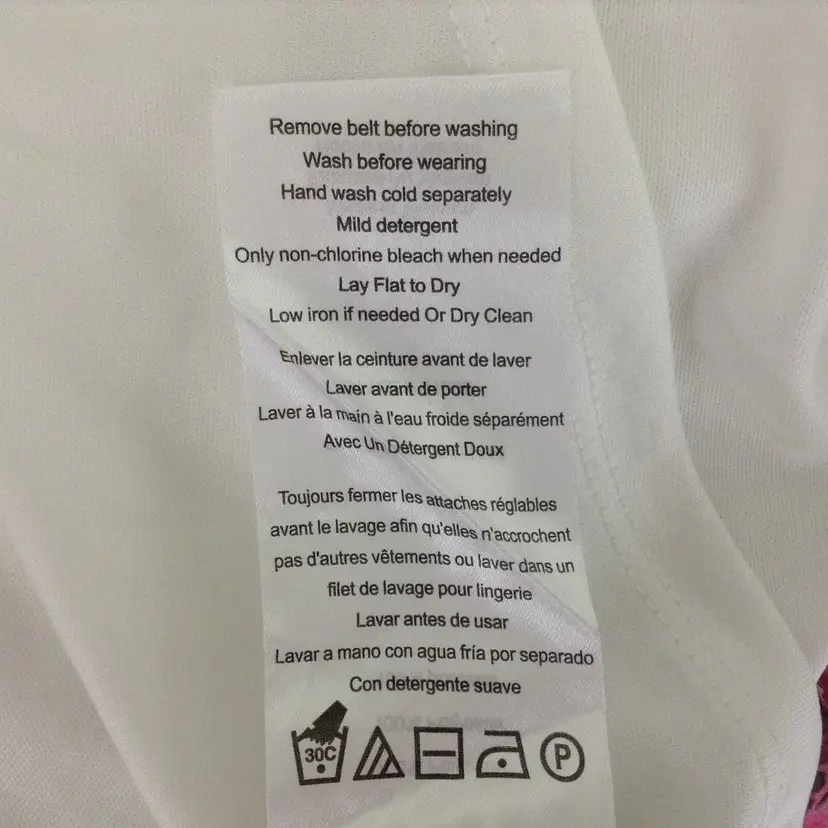 Remove belt before washing
Wash before wearing
Hand wash cold separately
Mild detergent
Only non-chlorine bleach when needed
Lay Flat to Dry
Low iron if needed Or Dry Clean
Enlever la ceinture avant de laver
Laver avant de porter
Laver à la main à l'eau froide séparément
Avec Un Détergent Doux
Toujours fermer les attaches réglables
avant le lavage afin qu'elles n'accrochent
pas d'autres vêtements ou laver dans un
filet de lavage pour lingerie
Lavar antes de usar
Lavar a mano con agua fría por separado
Con detergente suave
30C P